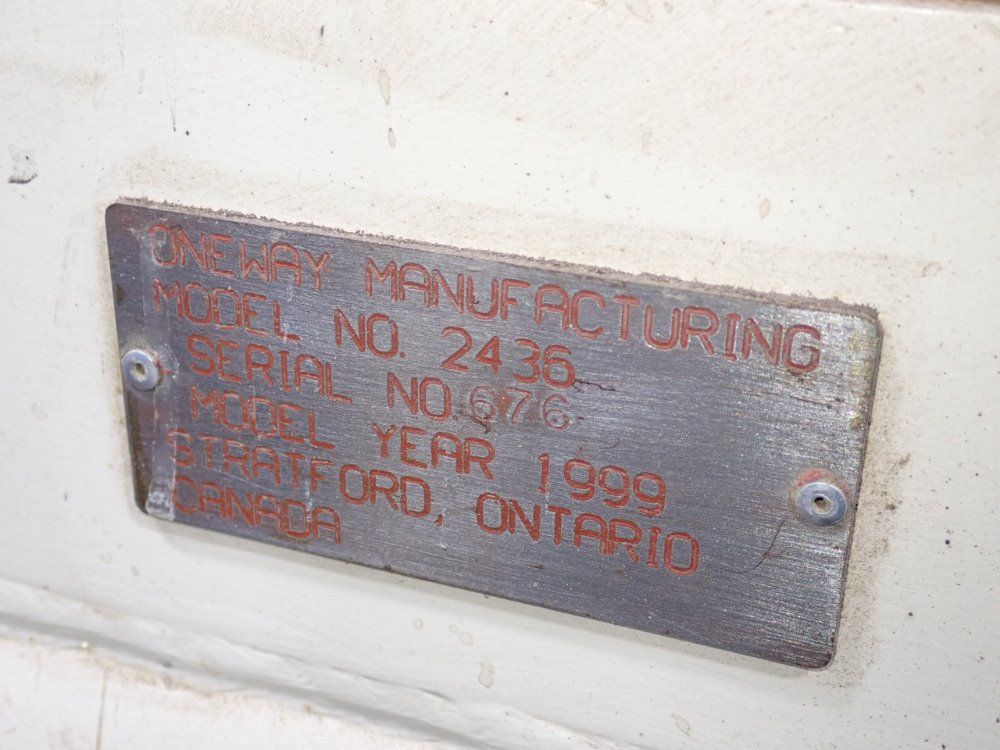 ONEWAY MANUFACTURING
MODEL NO. 2436
SERIAL NO. 676
MODEL YEAR 1999
STRATFORD, ONTARIO
CANADA